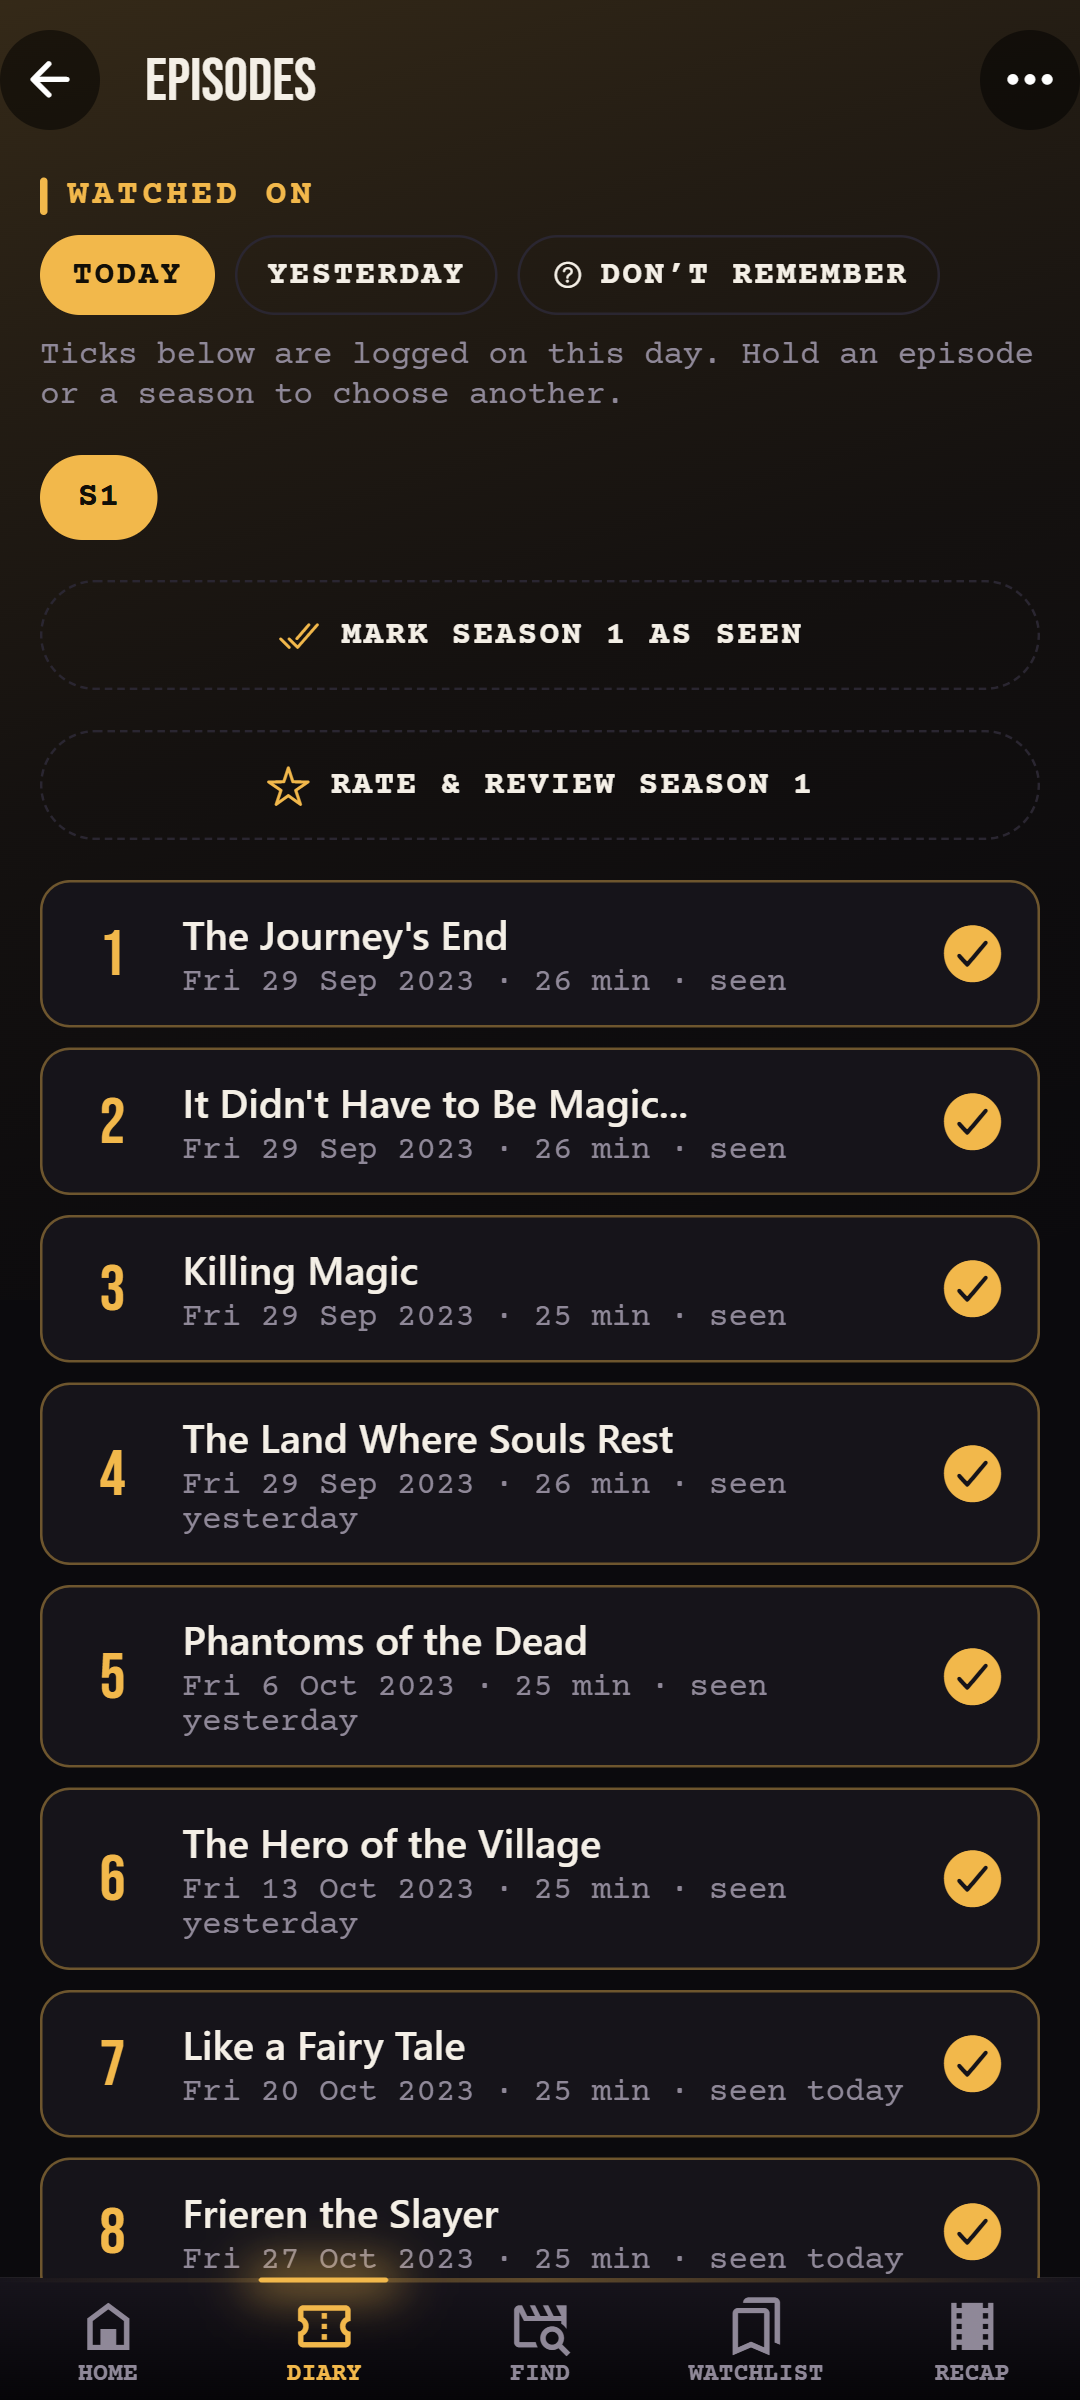 EPISODES
WATCHED ON
TODAY
YESTERDAY
DON’T REMEMBER
Ticks below are logged on this day. Hold an episode
or a season to choose another.
S1
MARK SEASON 1 AS SEEN
RATE & REVIEW SEASON 1
1
The Journey's End
Fri 29 Sep 2023 · 26 min · seen
2
It Didn't Have to Be Magic...
Fri 29 Sep 2023 · 26 min · seen
3
Killing Magic
Fri 29 Sep 2023 · 25 min · seen
4
The Land Where Souls Rest
Fri 29 Sep 2023 · 26 min · seen
yesterday
5
Phantoms of the Dead
Fri 6 Oct 2023 · 25 min · seen
yesterday
6
The Hero of the Village
Fri 13 Oct 2023 · 25 min · seen
yesterday
7
Like a Fairy Tale
Fri 20 Oct 2023 · 25 min · seen today
8
Frieren the Slayer
Fri 27 Oct 2023 · 25 min · seen today
HOME
DIARY
FIND
WATCHLIST
RECAP